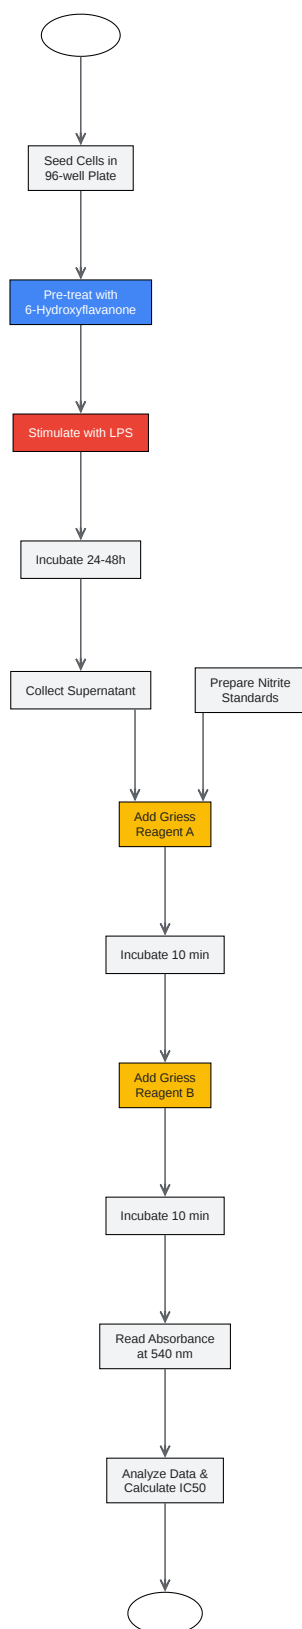 Seed Cells in
96-well Plate
Pre-treat with
6-Hydroxyflavanone
Stimulate with LPS
Incubate 24-48h
Collect Supernatant
Prepare Nitrite
Standards
Add Griess
Reagent A
Incubate 10 min
Add Griess
Reagent B
Incubate 10 min
Read Absorbance
at 540 nm
Analyze Data &
Calculate IC50